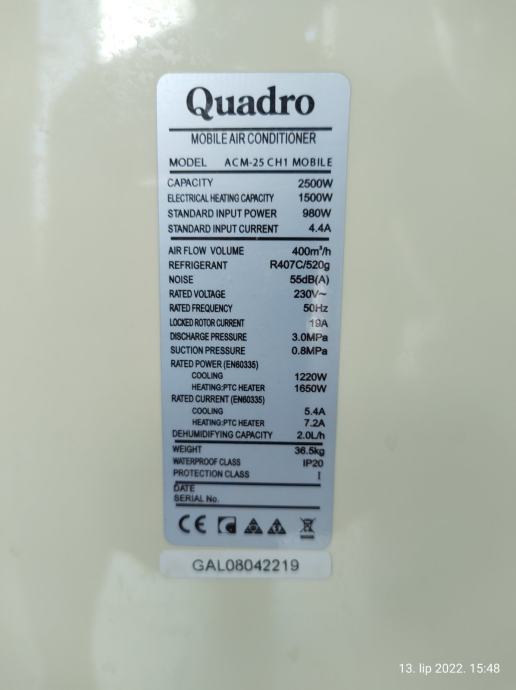 Quadro
MOBILE AIR CONDITIONER
MODEL ACM-25 CH1 MOBILE
CAPACITY 2500W
ELECTRICAL HEATING CAPACITY 1500W
STANDARD INPUT POWER 980W
STANDARD INPUT CURRENT 4.4A
AIR FLOW VOLUME 400m³/h
REFRIGERANT R407C/520g
NOISE 55dB(A)
RATED VOLTAGE 230V~
RATED FREQUENCY 50Hz
LOCKED ROTOR CURRENT 19A
DISCHARGE PRESSURE 3.0MPa
SUCTION PRESSURE 0.8MPa
RATED POWER (EN60335)
COOLING 1220W
HEATING:PTC HEATER 1650W
RATED CURRENT (EN60335)
COOLING 5.4A
HEATING:PTC HEATER 7.2A
DEHUMIDIFYING CAPACITY 2.0L/h
WEIGHT 36.5kg
WATERPROOF CLASS IP20
PROTECTION CLASS I
DATE
SERIAL No.
CE
GAL08042219
13. lip 2022. 15:48